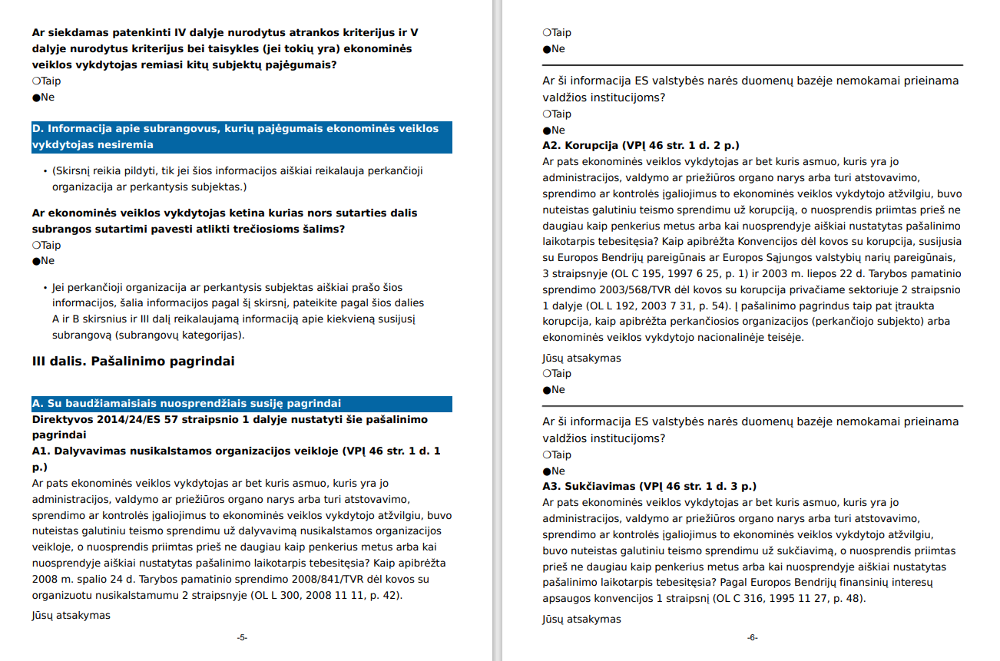 Ar siekdamas patenkinti IV dalyje nurodytus atrankos kriterijus ir V
dalyje nurodytus kriterijus bei taisykles (jei tokių yra) ekonominės
veiklos vykdytojas remiasi kitų subjektų pajėgumais?
❍Taip
●Ne
D. Informacija apie subrangovus, kurių pajėgumais ekonominės veiklos
vykdytojas nesiremia
• (Skirsnį reikia pildyti, tik jei šios informacijos aiškiai reikalauja perkančioji
organizacija ar perkantysis subjektas.)
Ar ekonominės veiklos vykdytojas ketina kurias nors sutarties dalis
subrangos sutartimi pavesti atlikti trečiosioms šalims?
❍Taip
●Ne
• Jei perkančioji organizacija ar perkantysis subjektas aiškiai prašo šios
informacijos, šalia informacijos pagal šį skirsnį, pateikite pagal šios dalies
A ir B skirsnius ir III dalį reikalaujamą informaciją apie kiekvieną susijusį
subrangovą (subrangovų kategorijas).
III dalis. Pašalinimo pagrindai
A. Su baudžiamaisiais nuosprendžiais susiję pagrindai
Direktyvos 2014/24/ES 57 straipsnio 1 dalyje nustatyti šie pašalinimo
pagrindai
A1. Dalyvavimas nusikalstamos organizacijos veikloje (VPĮ 46 str. 1 d. 1
p.)
Ar pats ekonominės veiklos vykdytojas ar bet kuris asmuo, kuris yra jo
administracijos, valdymo ar priežiūros organo narys arba turi atstovavimo,
sprendimo ar kontrolės įgaliojimus to ekonominės veiklos vykdytojo atžvilgiu, buvo
nuteistas galutiniu teismo sprendimu už dalyvavimą nusikalstamos organizacijos
veikloje, o nuosprendis priimtas prieš ne daugiau kaip penkerius metus arba kai
nuosprendyje aiškiai nustatytas pašalinimo laikotarpis tebesitęsia? Kaip apibrėžta
2008 m. spalio 24 d. Tarybos pamatinio sprendimo 2008/841/TVR dėl kovos su
organizuotu nusikalstamumu 2 straipsnyje (OL L 300, 2008 11 11, p. 42).
Jūsų atsakymas
-5-
❍Taip
●Ne
Ar ši informacija ES valstybės narės duomenų bazėje nemokamai prieinama
valdžios institucijoms?
❍Taip
●Ne
A2. Korupcija (VPĮ 46 str. 1 d. 2 p.)
Ar pats ekonominės veiklos vykdytojas ar bet kuris asmuo, kuris yra jo
administracijos, valdymo ar priežiūros organo narys arba turi atstovavimo,
sprendimo ar kontrolės įgaliojimus to ekonominės veiklos vykdytojo atžvilgiu, buvo
nuteistas galutiniu teismo sprendimu už korupciją, o nuosprendis priimtas prieš ne
daugiau kaip penkerius metus arba kai nuosprendyje aiškiai nustatytas pašalinimo
laikotarpis tebesitęsia? Kaip apibrėžta Konvencijos dėl kovos su korupcija, susijusia
su Europos Bendrijų pareigūnais ar Europos Sąjungos valstybių narių pareigūnais,
3 straipsnyje (OL C 195, 1997 6 25, p. 1) ir 2003 m. liepos 22 d. Tarybos pamatinio
sprendimo 2003/568/TVR dėl kovos su korupcija privačiame sektoriuje 2 straipsnio
1 dalyje (OL L 192, 2003 7 31, p. 54). Į pašalinimo pagrindus taip pat įtraukta
korupcija, kaip apibrėžta perkančiosios organizacijos (perkančiojo subjekto) arba
ekonominės veiklos vykdytojo nacionalinėje teisėje.
Jūsų atsakymas
❍Taip
●Ne
Ar ši informacija ES valstybės narės duomenų bazėje nemokamai prieinama
valdžios institucijoms?
❍Taip
●Ne
A3. Sukčiavimas (VPĮ 46 str. 1 d. 3 p.)
Ar pats ekonominės veiklos vykdytojas ar bet kuris asmuo, kuris yra jo
administracijos, valdymo ar priežiūros organo narys arba turi atstovavimo,
sprendimo ar kontrolės įgaliojimus to ekonominės veiklos vykdytojo atžvilgiu,
buvo nuteistas galutiniu teismo sprendimu už sukčiavimą, o nuosprendis priimtas
prieš ne daugiau kaip penkerius metus arba kai nuosprendyje aiškiai nustatytas
pašalinimo laikotarpis tebesitęsia? Pagal Europos Bendrijų finansinių interesų
apsaugos konvencijos 1 straipsnį (OL C 316, 1995 11 27, p. 48).
Jūsų atsakymas
-6-